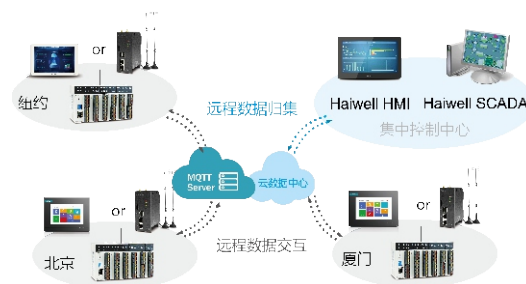 or
纽约
远程数据归集
Haiwell HMI Haiwell SCADA
集中控制中心
MQTT
Server
云数据中心
or
北京
远程数据交互
or
厦门